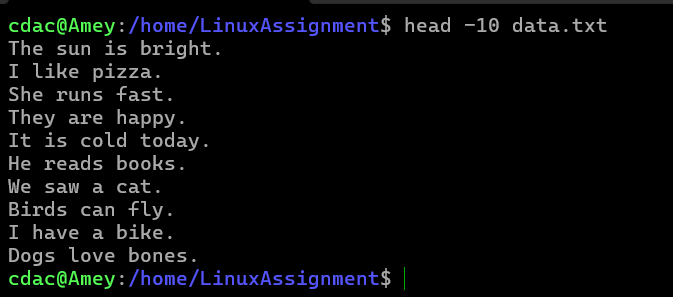 cdac@Amey:/home/LinuxAssignment$ head -10 data.txt
The sun is bright.
I like pizza.
She runs fast.
They are happy.
It is cold today.
He reads books.
We saw a cat.
Birds can fly.
I have a bike.
Dogs love bones.
cdac@Amey:/home/LinuxAssignment$